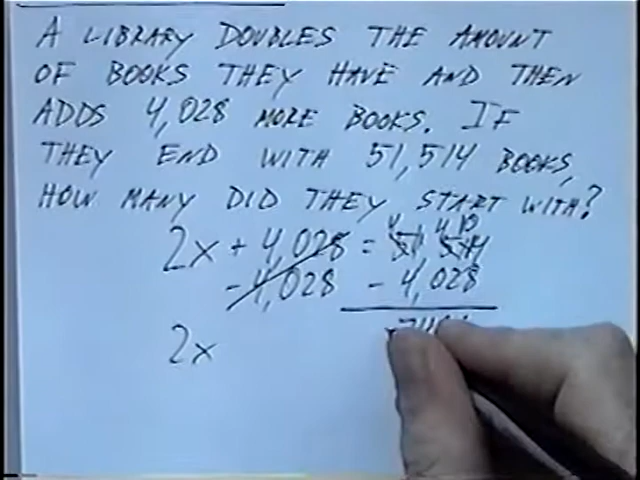 A LIBRARY DOUBLES THE AMOUNT
OF BOOKS THEY HAVE AND THEN
ADDS 4,028 MORE BOOKS. IF
THEY END WITH 51,514 BOOKS,
HOW MANY DID THEY START WITH?
2x + 4,028 = 51,514
- 4,028 - 4,028
2x